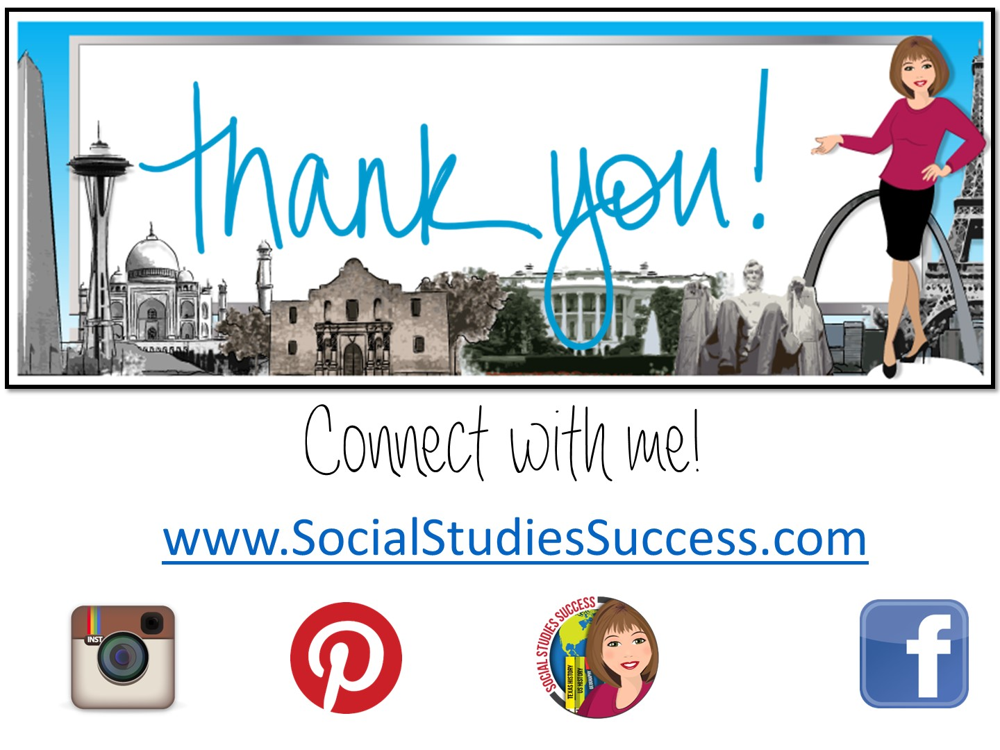 thank you!
Connect with me!
www.SocialStudiesSuccess.com
INST
SOCIAL STUDIES SUCCESS
TEXAS HISTORY
US HISTORY
GEOGRAPHY